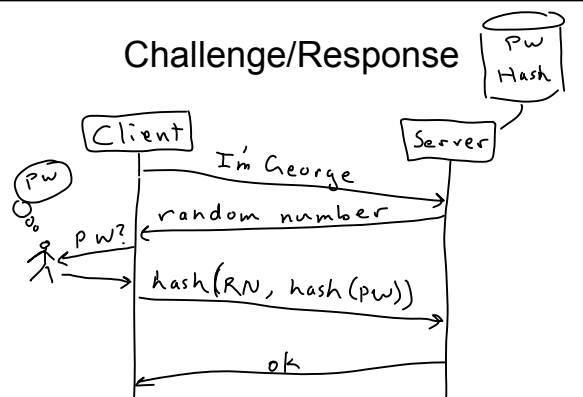 Challenge/Response
PW
Hash
Client
Server
PW
I'm George
random number
PW?
hash(RN, hash(PW))
ok